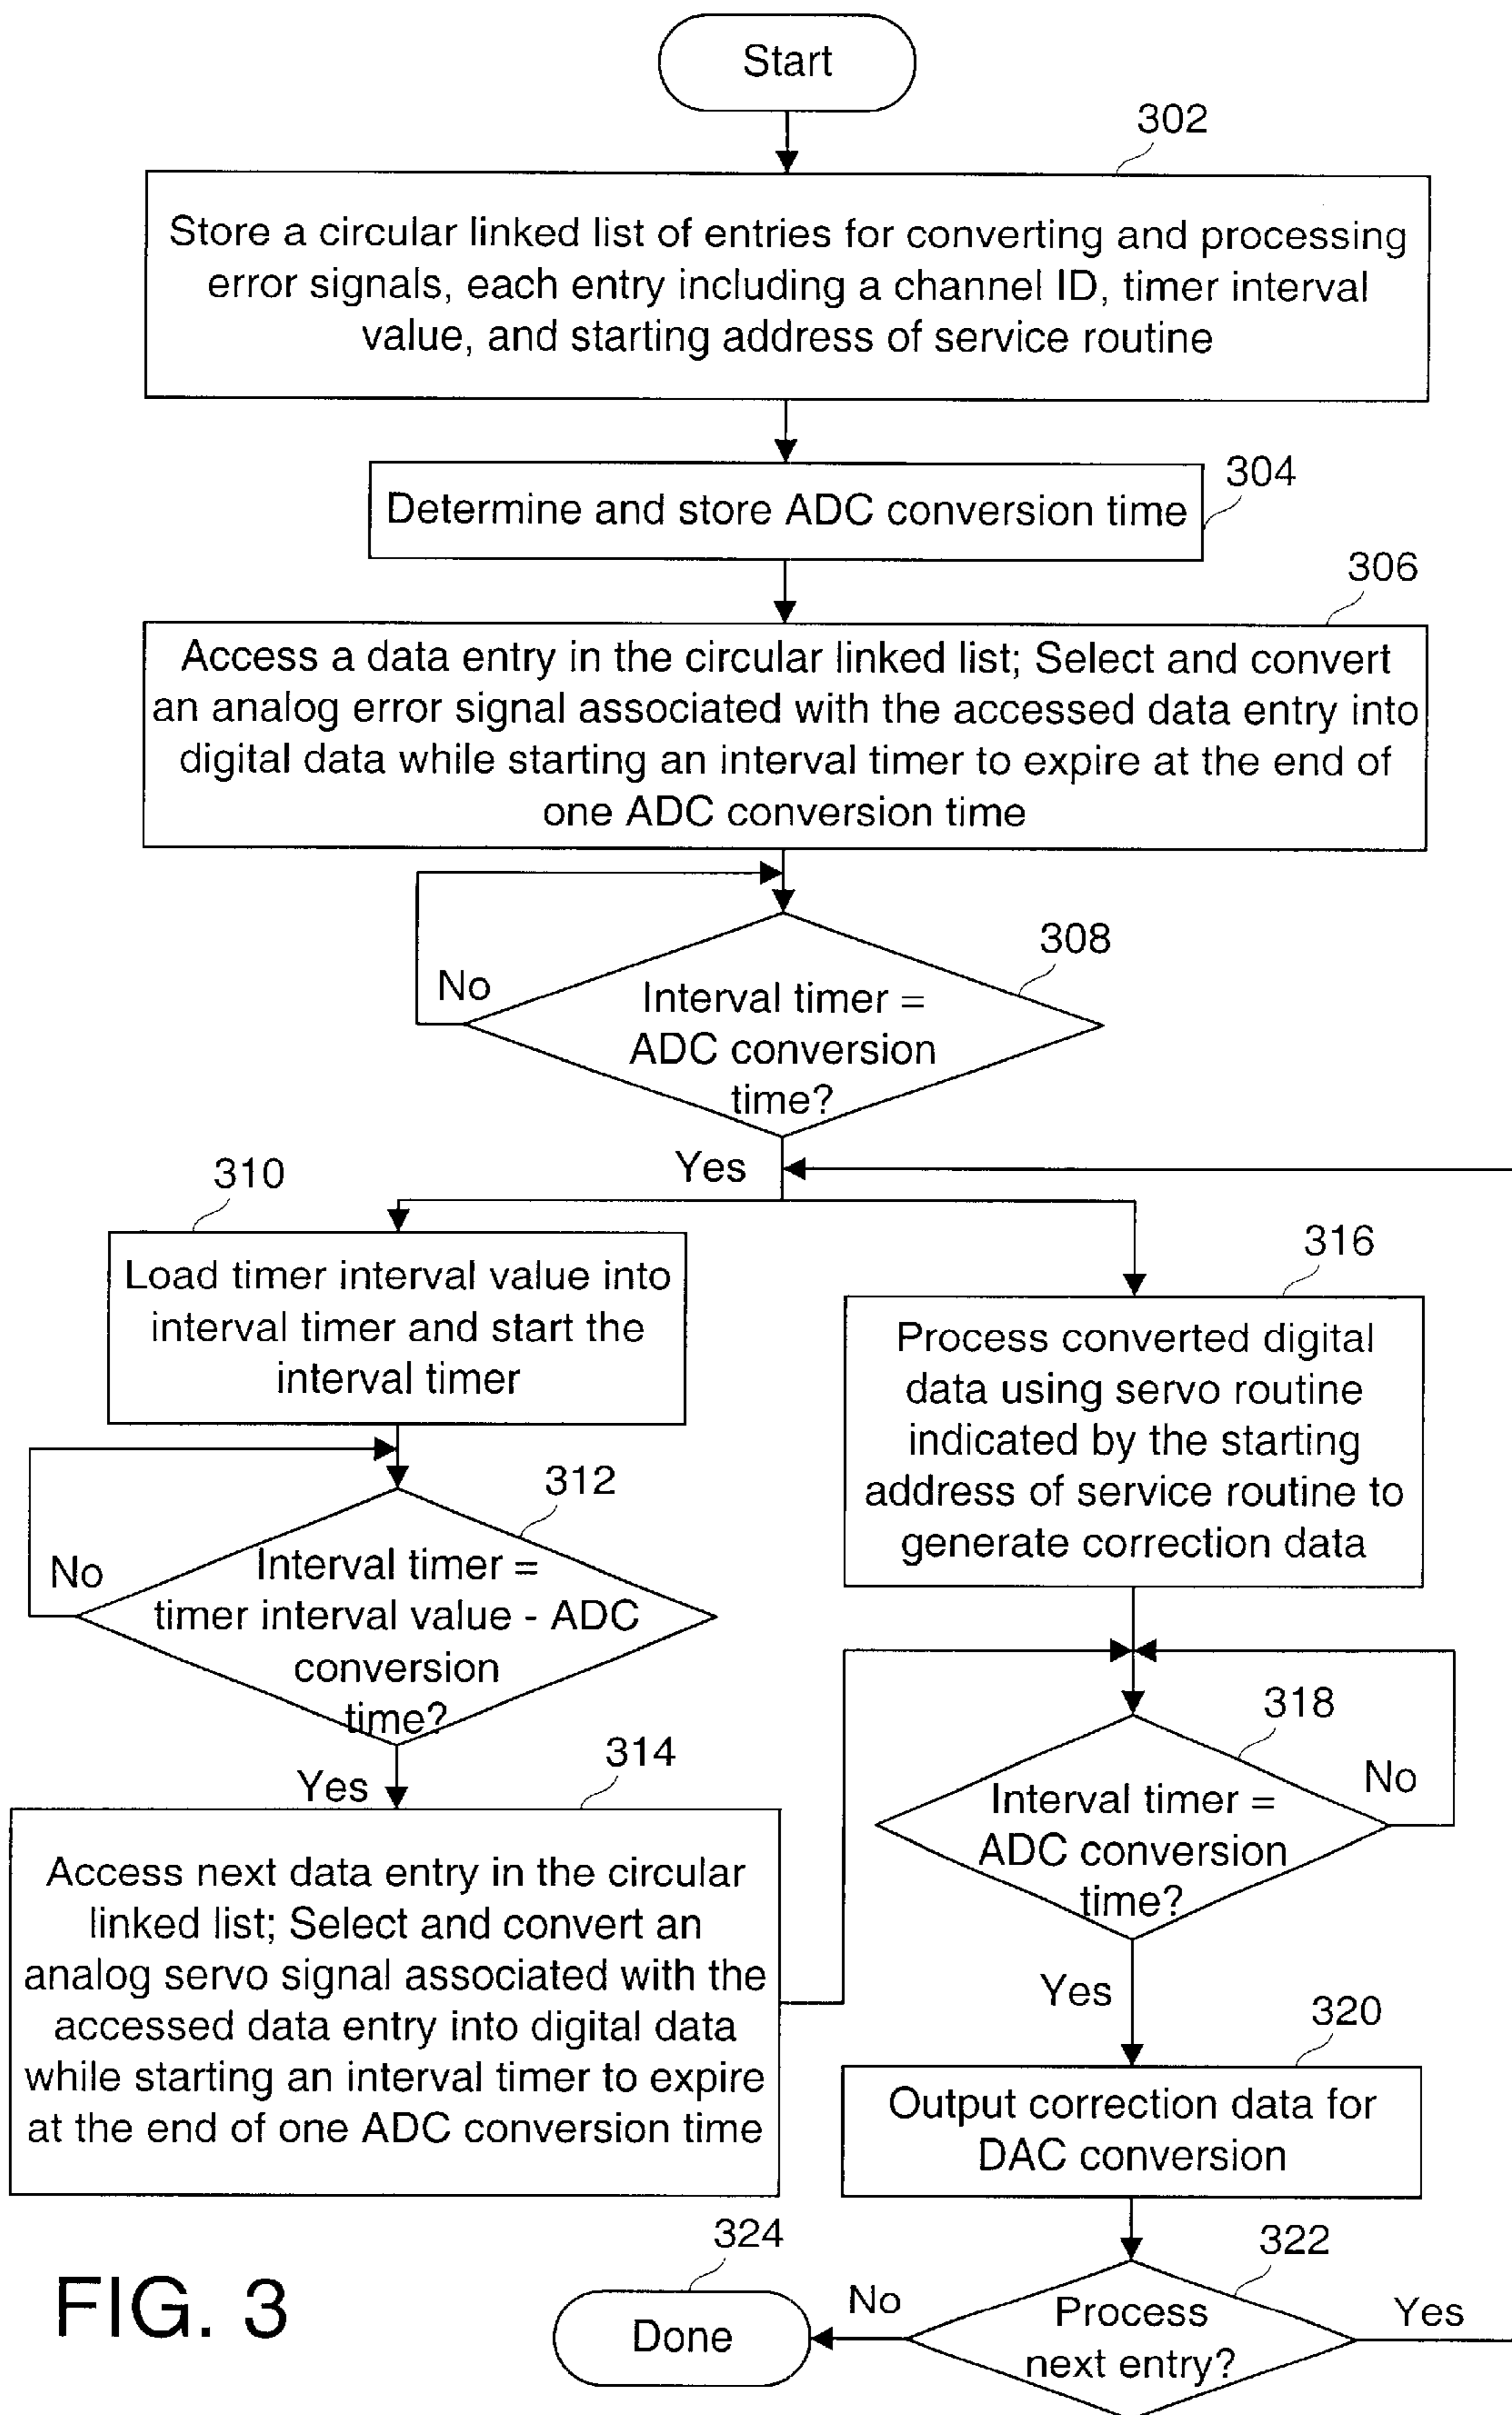 Start
302
Store a circular linked list of entries for converting and processing
error signals, each entry including a channel ID, timer interval
value, and starting address of service routine
304
Determine and store ADC conversion time
306
Access a data entry in the circular linked list; Select and convert
an analog error signal associated with the accessed data entry into
digital data while starting an interval timer to expire at the end of
one ADC conversion time
308
No
Interval timer =
ADC conversion
time?
Yes
310
Load timer interval value into
interval timer and start the
interval timer
312
No
Interval timer =
timer interval value - ADC
conversion
time?
Yes
314
Access next data entry in the circular
linked list; Select and convert an
analog servo signal associated with the
accessed data entry into digital data
while starting an interval timer to expire
at the end of one ADC conversion time
316
Process converted digital
data using servo routine
indicated by the starting
address of service routine to
generate correction data
318
No
Interval timer =
ADC conversion
time?
Yes
320
Output correction data for
DAC conversion
322
Process
next entry?
Yes
No
324
Done
FIG. 3